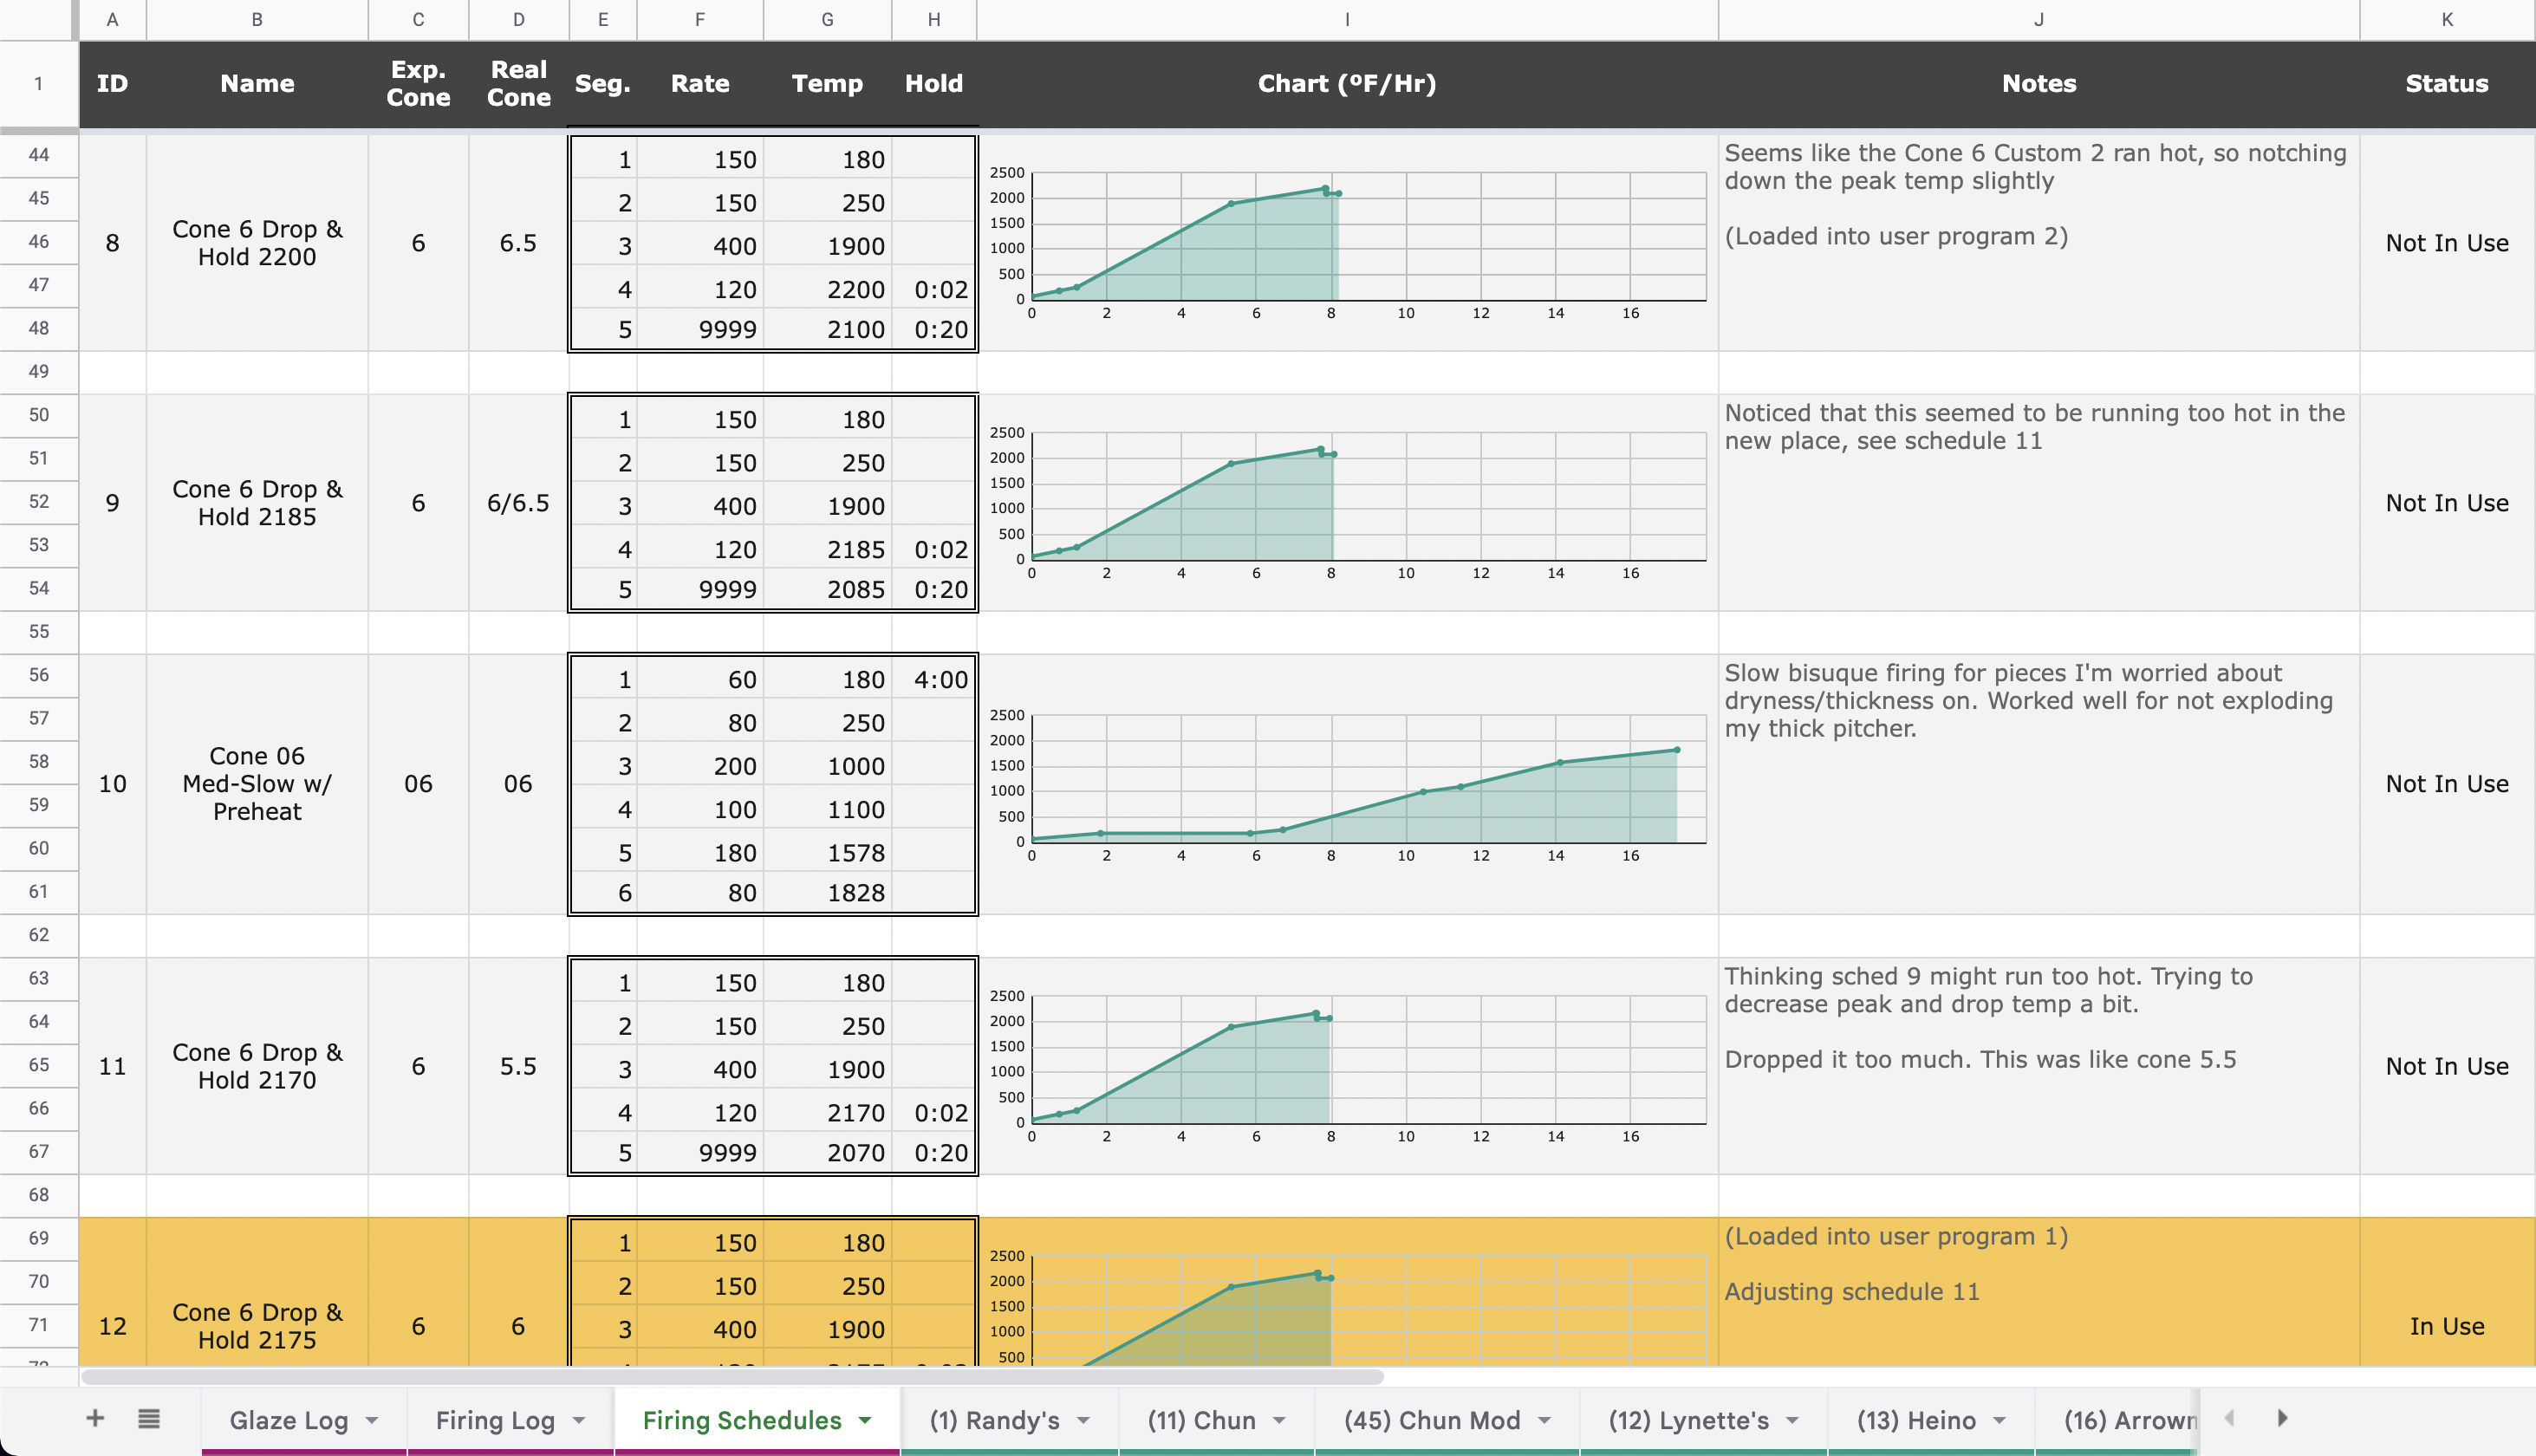 A B C D E F G H I J K
1 ID Name Exp. Cone Real Cone Seg. Rate Temp Hold Chart (ºF/Hr) Notes Status
44
45
46
47
48
8
Cone 6 Drop &
Hold 2200
6
6.5
1 150 180
2 150 250
3 400 1900
4 120 2200 0:02
5 9999 2100 0:20
2500
2000
1500
1000
500
0
0 2 4 6 8 10 12 14 16
Seems like the Cone 6 Custom 2 ran hot, so notching
down the peak temp slightly
(Loaded into user program 2)
Not In Use
49
50
51
52
53
54
9
Cone 6 Drop &
Hold 2185
6
6/6.5
1 150 180
2 150 250
3 400 1900
4 120 2185 0:02
5 9999 2085 0:20
2500
2000
1500
1000
500
0
0 2 4 6 8 10 12 14 16
Noticed that this seemed to be running too hot in the
new place, see schedule 11
Not In Use
55
56
57
58
59
60
61
10
Cone 06
Med-Slow w/
Preheat
06
06
1 60 180 4:00
2 80 250
3 200 1000
4 100 1100
5 180 1578
6 80 1828
2500
2000
1500
1000
500
0
0 2 4 6 8 10 12 14 16
Slow bisuque firing for pieces I'm worried about
dryness/thickness on. Worked well for not exploding
my thick pitcher.
Not In Use
62
63
64
65
66
67
11
Cone 6 Drop &
Hold 2170
6
5.5
1 150 180
2 150 250
3 400 1900
4 120 2170 0:02
5 9999 2070 0:20
2500
2000
1500
1000
500
0
0 2 4 6 8 10 12 14 16
Thinking sched 9 might run too hot. Trying to
decrease peak and drop temp a bit.
Dropped it too much. This was like cone 5.5
Not In Use
68
69
70
71
12
Cone 6 Drop &
Hold 2175
6
6
1 150 180
2 150 250
3 400 1900
2500
2000
1500
1000
500
(Loaded into user program 1)
Adjusting schedule 11
In Use
Glaze Log Firing Log Firing Schedules (1) Randy's (11) Chun (45) Chun Mod (12) Lynette's (13) Heino (16)